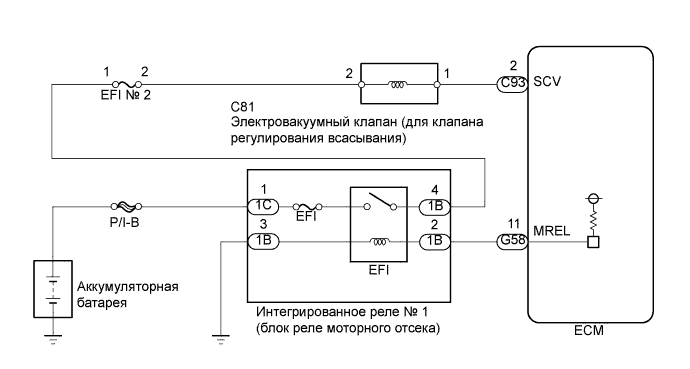 1 2
EFI № 2
2 1
2
C93 SCV
C81
Электровакуумный клапан (для клапана
регулирования всасывания)
P/I-B
1
1C
EFI
4
1B
3
1B
2
1B
EFI
11
G58 MREL
Аккумуляторная
батарея
Интегрированное реле № 1
(блок реле моторного отсека)
ECM